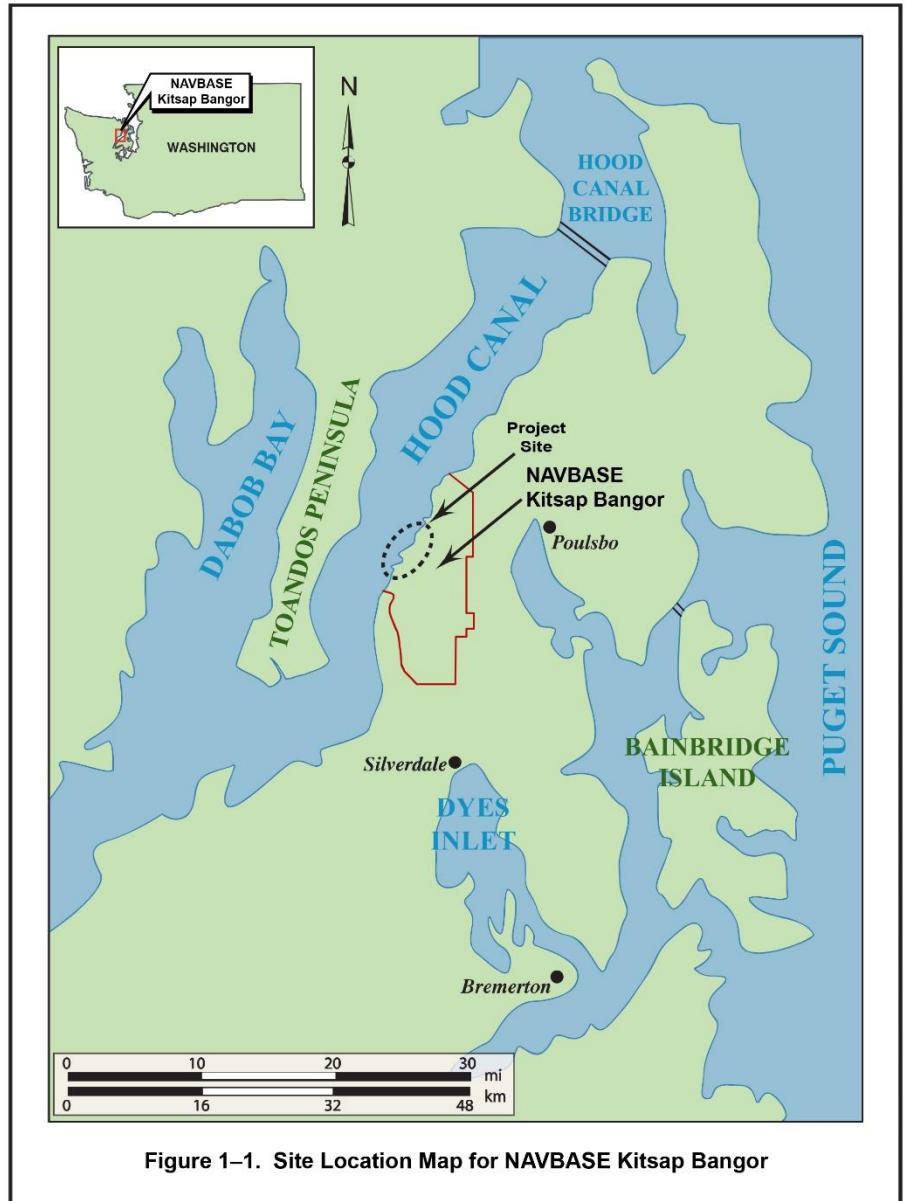 NAVBASE
Kitsap Bangor
WASHINGTON
N
HOOD
CANAL
BRIDGE
HOOD CANAL
DABOB BAY
TOANDOS PENINSULA
Project
Site
NAVBASE
Kitsap Bangor
Poulsbo
PUGET SOUND
BAINBRIDGE
ISLAND
Silverdale
DYES
INLET
Bremerton
0 10 20 30 mi
0 16 32 48 km
Figure 1–1. Site Location Map for NAVBASE Kitsap Bangor